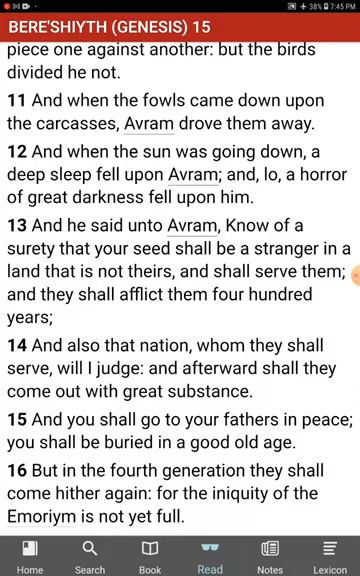 38% 7:45 PM
BERE'SHIYTH (GENESIS) 15
piece one against another: but the birds
divided he not.
11 And when the fowls came down upon
the carcasses, Avram drove them away.
12 And when the sun was going down, a
deep sleep fell upon Avram; and, lo, a horror
of great darkness fell upon him.
13 And he said unto Avram, Know of a
surety that your seed shall be a stranger in a
land that is not theirs, and shall serve them;
and they shall afflict them four hundred
years;
14 And also that nation, whom they shall
serve, will I judge: and afterward shall they
come out with great substance.
15 And you shall go to your fathers in peace;
you shall be buried in a good old age.
16 But in the fourth generation they shall
come hither again: for the iniquity of the
Emoriym is not yet full.
Home Search Book Read Notes Lexicon